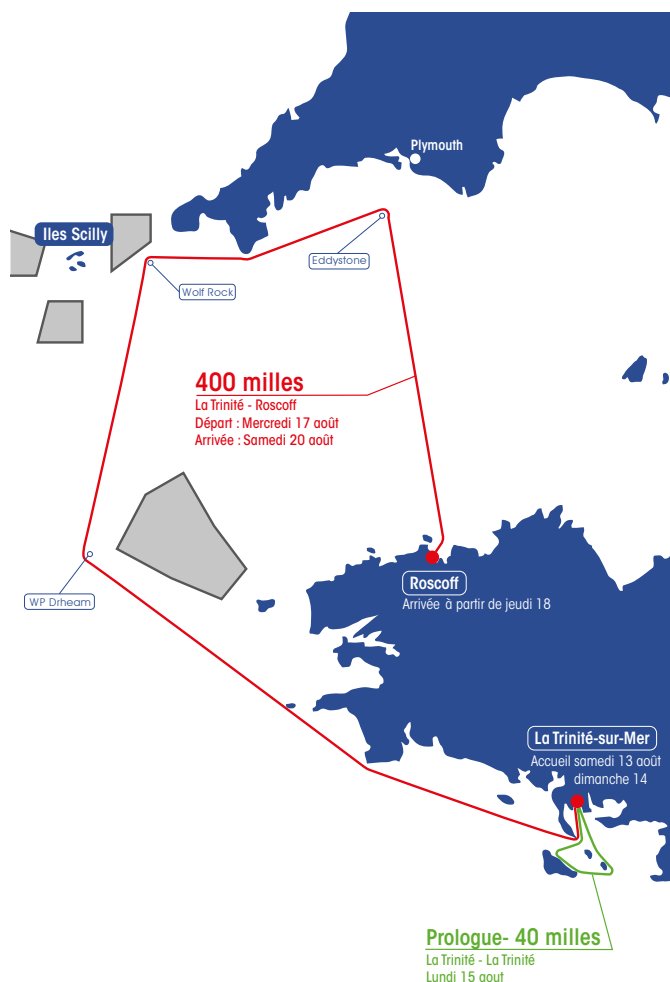 Plymouth
Iles Scilly
Eddystone
Wolf Rock
400 milles
La Trinité - Roscoff
Départ : Mercredi 17 août
Arrivée : Samedi 20 août
Roscoff
Arrivée à partir de jeudi 18
WP Drheam
La Trinité-sur-Mer
Accueil samedi 13 août
dimanche 14
Prologue- 40 milles
La Trinité - La Trinité
Lundi 15 aout